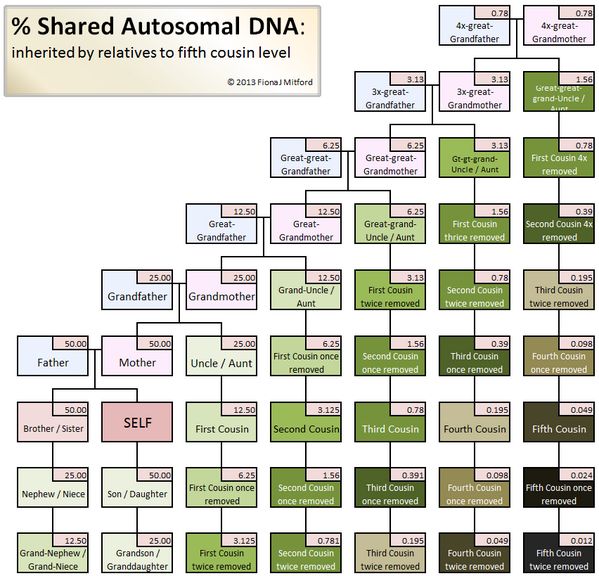 % Shared Autosomal DNA:
inherited by relatives to fifth cousin level
© 2013 Fiona J Mitford
0.78
4x-great-
Grandfather
0.78
4x-great-
Grandmother
3.13
3x-great-
Grandfather
3.13
3x-great-
Grandmother
1.56
Great-great-
grand-Uncle /
Aunt
6.25
Great-great-
Grandfather
6.25
Great-great-
Grandmother
3.13
Gt-gt-grand-
Uncle / Aunt
0.78
First Cousin 4x
removed
12.50
Great-
Grandfather
12.50
Great-
Grandmother
6.25
Great-grand-
Uncle / Aunt
1.56
First Cousin
thrice removed
0.39
Second Cousin 4x
removed
25.00
Grandfather
25.00
Grandmother
12.50
Grand-Uncle /
Aunt
3.13
First Cousin
twice removed
0.78
Second Cousin
twice removed
0.195
Third Cousin
twice removed
50.00
Father
50.00
Mother
25.00
Uncle / Aunt
6.25
First Cousin once
removed
1.56
Second Cousin
once removed
0.39
Third Cousin
once removed
0.098
Fourth Cousin
once removed
50.00
Brother / Sister
SELF
12.50
First Cousin
3.125
Second Cousin
0.78
Third Cousin
0.195
Fourth Cousin
0.049
Fifth Cousin
25.00
Nephew / Niece
50.00
Son / Daughter
6.25
First Cousin once
removed
1.56
Second Cousin
once removed
0.391
Third Cousin
once removed
0.098
Fourth Cousin
once removed
0.024
Fifth Cousin once
removed
12.50
Grand-Nephew /
Grand-Niece
25.00
Grandson /
Granddaughter
3.125
First Cousin
twice removed
0.781
Second Cousin
twice removed
0.195
Third Cousin
twice removed
0.049
Fourth Cousin
twice removed
0.012
Fifth Cousin
twice removed